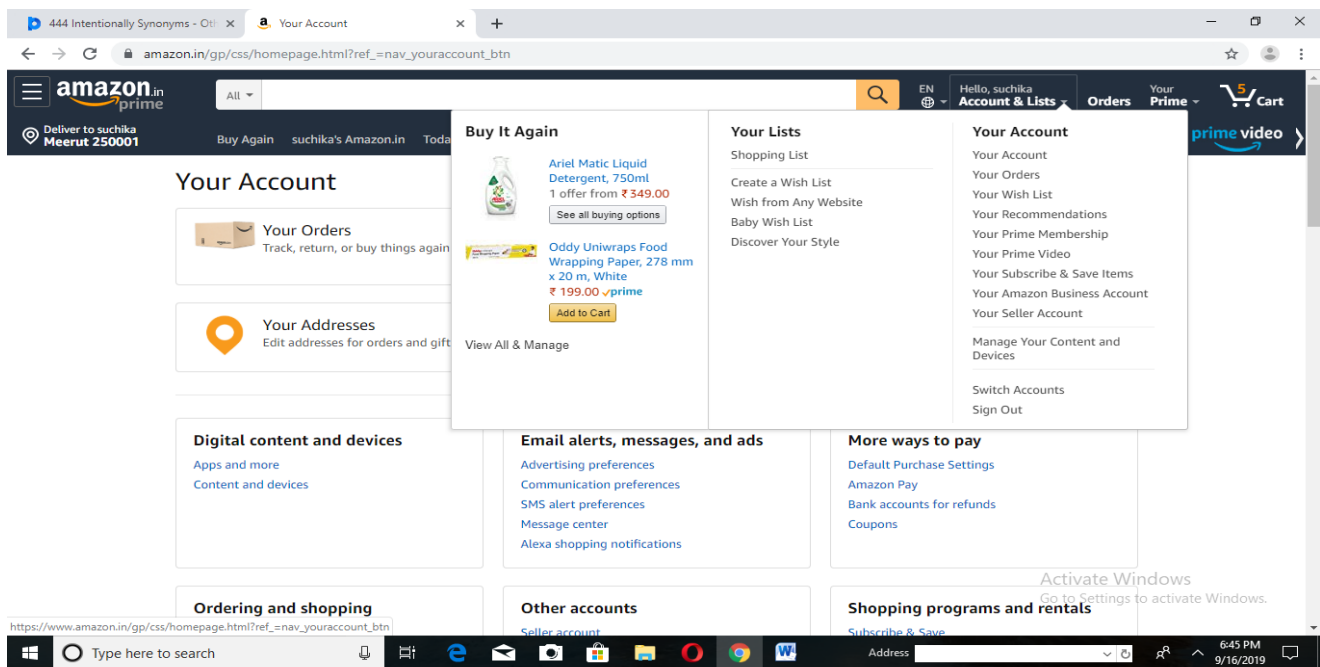 444 Intentionally Synonyms - Oth
Your Account
amazon.in/gp/css/homepage.html?ref_=nav_youraccount_btn
amazon.in
prime
All
EN
Hello, suchika
Account & Lists
Orders
Your
Prime
5
Cart
Deliver to suchika
Meerut 250001
Buy Again suchika's Amazon.in Toda
prime video
Your Account
Your Orders
Track, return, or buy things again
Your Addresses
Edit addresses for orders and gift
Buy It Again
Ariel Matic Liquid
Detergent, 750ml
1 offer from ₹ 349.00
See all buying options
Oddy Uniwraps Food
Wrapping Paper, 278 mm
x 20 m, White
₹ 199.00 prime
Add to Cart
View All & Manage
Your Lists
Shopping List
Create a Wish List
Wish from Any Website
Baby Wish List
Discover Your Style
Your Account
Your Account
Your Orders
Your Wish List
Your Recommendations
Your Prime Membership
Your Prime Video
Your Subscribe & Save Items
Your Amazon Business Account
Your Seller Account
Manage Your Content and
Devices
Switch Accounts
Sign Out
Digital content and devices
Apps and more
Content and devices
Email alerts, messages, and ads
Advertising preferences
Communication preferences
SMS alert preferences
Message center
Alexa shopping notifications
More ways to pay
Default Purchase Settings
Amazon Pay
Bank accounts for refunds
Coupons
Ordering and shopping
Other accounts
Seller account
Shopping programs and rentals
Subscribe & Save
Activate Windows
Go to Settings to activate Windows.
https://www.amazon.in/gp/css/homepage.html?ref_=nav_youraccount_btn
Type here to search
Address
6:45 PM
9/16/2019